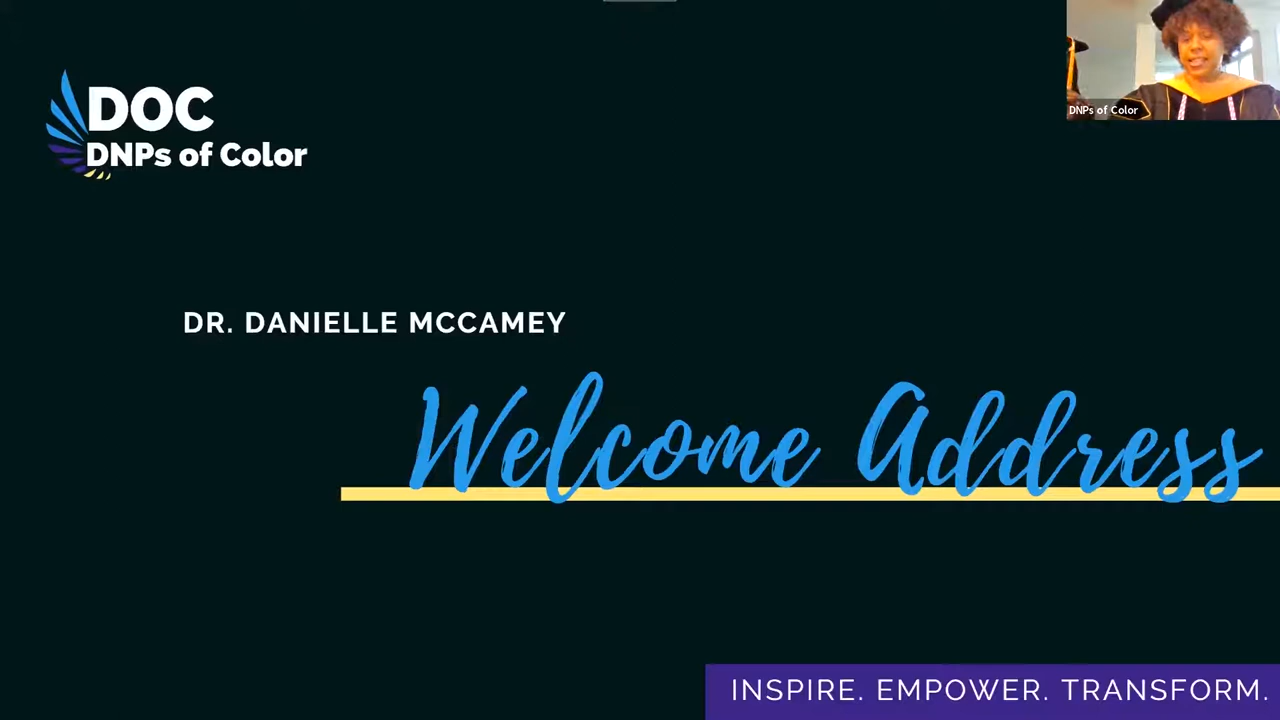 DOC
DNPs of Color
DNPs of Color
DR. DANIELLE MCCAMEY
Welcome Address
INSPIRE. EMPOWER. TRANSFORM.